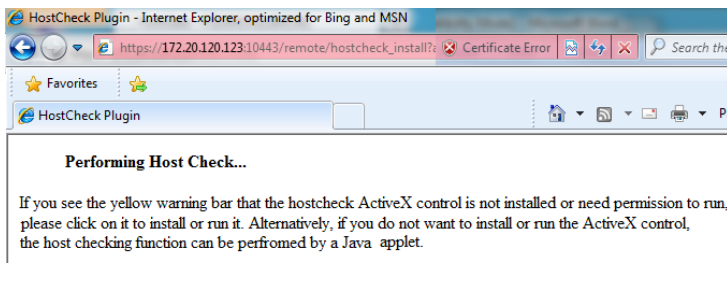 HostCheck Plugin - Internet Explorer, optimized for Bing and MSN
https://172.20.120.123:10443/remote/hostcheck_install?a Certificate Error Search the
Favorites
HostCheck Plugin P
Performing Host Check...
If you see the yellow warning bar that the hostcheck ActiveX control is not installed or need permission to run,
please click on it to install or run it. Alternatively, if you do not want to install or run the ActiveX control,
the host checking function can be perfromed by a Java applet.